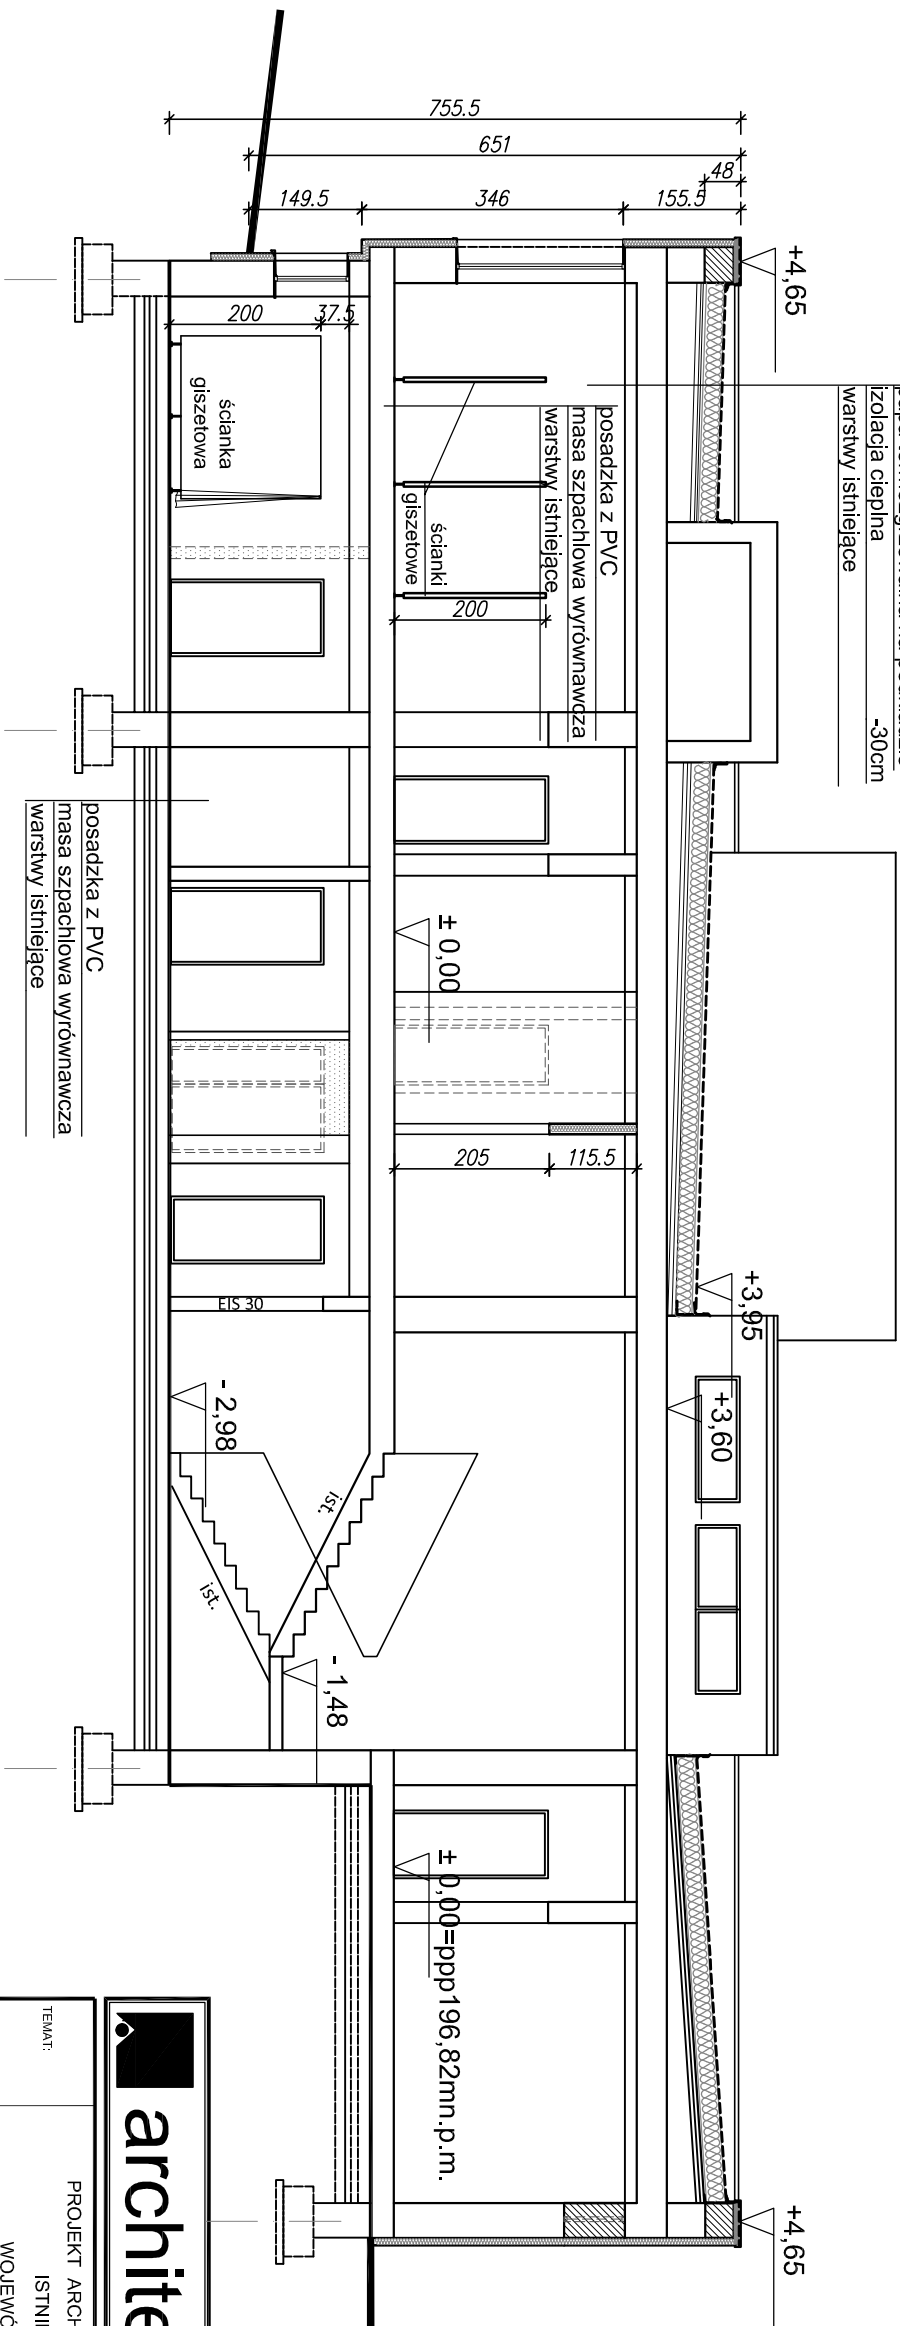 755.5
651
48
149.5
346
155.5
+4,65
200
37.5
ścianka
giszetowa
ścianki
giszetowe
200
posadzka z PVC
masa szpachlowa wyrównawcza
warstwy istniejące
izolacja cieplna -30cm
warstwy istniejące
posadzka z PVC
masa szpachlowa wyrównawcza
warstwy istniejące
± 0,00
205
115.5
EIS 30
+3,95
+3,60
- 2,98
ist.
ist.
- 1,48
± 0,00=ppp196,82mn.p.m.
+4,65
TEMAT:
archite
PROJEKT ARCH
ISTNI
WOJEWÓ